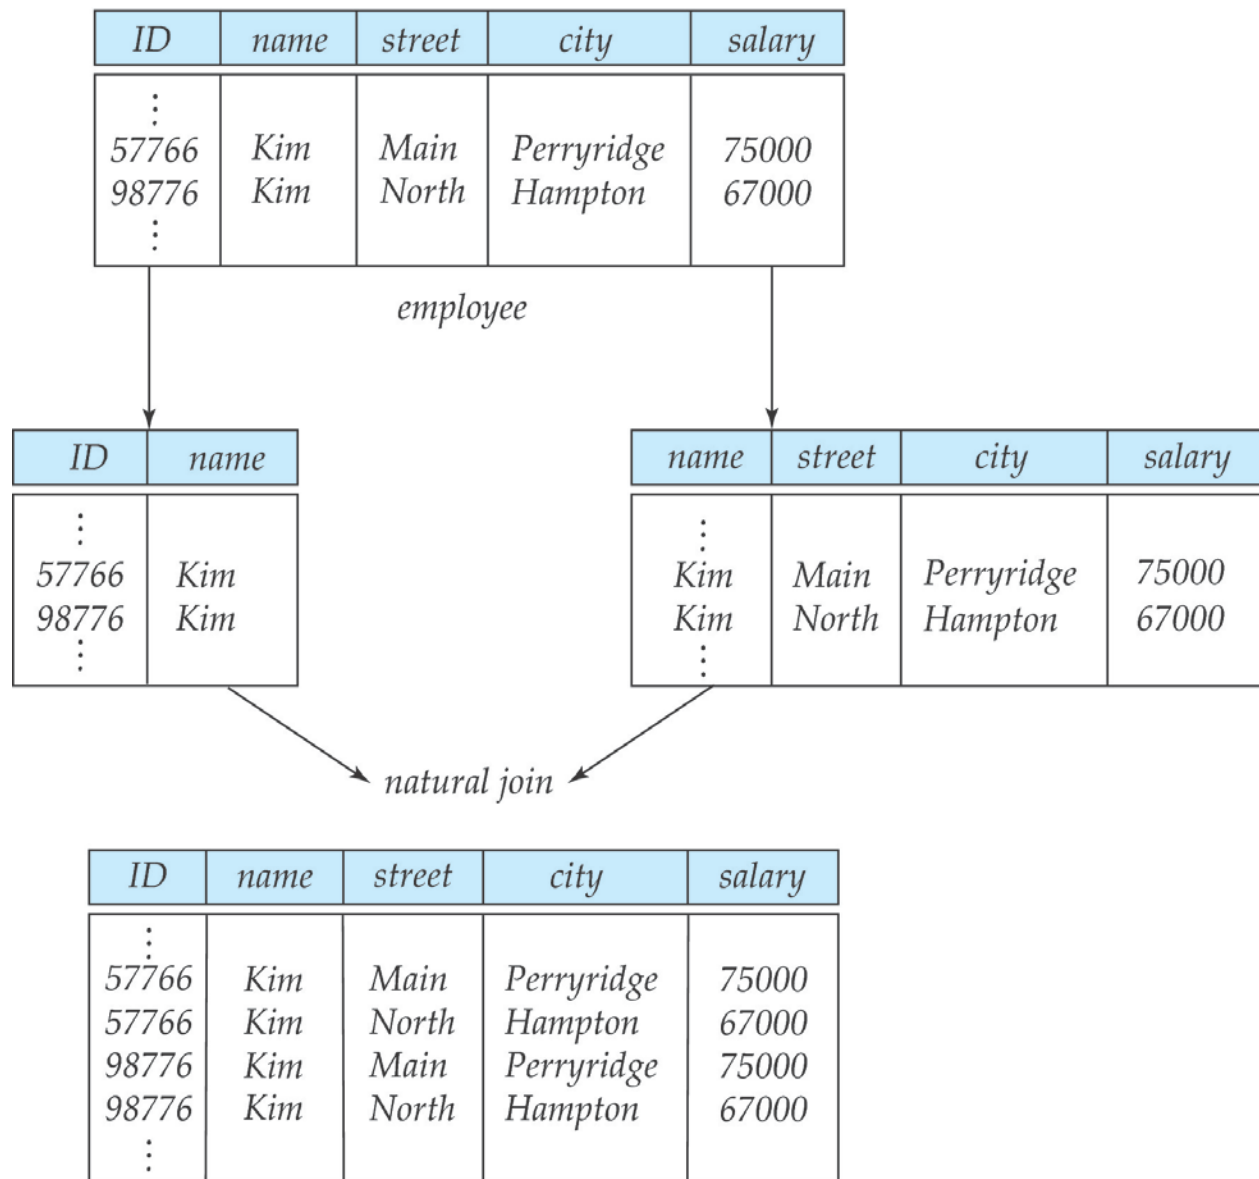 ID name street city salary
⋮
57766 Kim Main Perryridge 75000
98776 Kim North Hampton 67000
⋮
employee
ID name
⋮
57766 Kim
98776 Kim
⋮
name street city salary
⋮
Kim Main Perryridge 75000
Kim North Hampton 67000
⋮
natural join
ID name street city salary
⋮
57766 Kim Main Perryridge 75000
57766 Kim North Hampton 67000
98776 Kim Main Perryridge 75000
98776 Kim North Hampton 67000
⋮